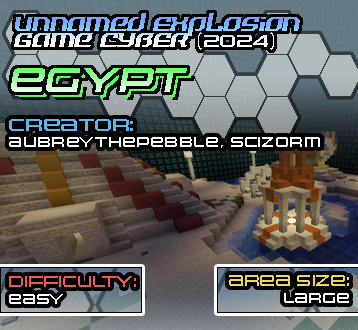 UNNAMED EXPLOSION
GAME CYBER (2024)
EGYPT
CREATOR:
AUBREYTHEPEBBLE, SCIZORM
DIFFICULTY:
EASY
AREA SIZE:
LARGE